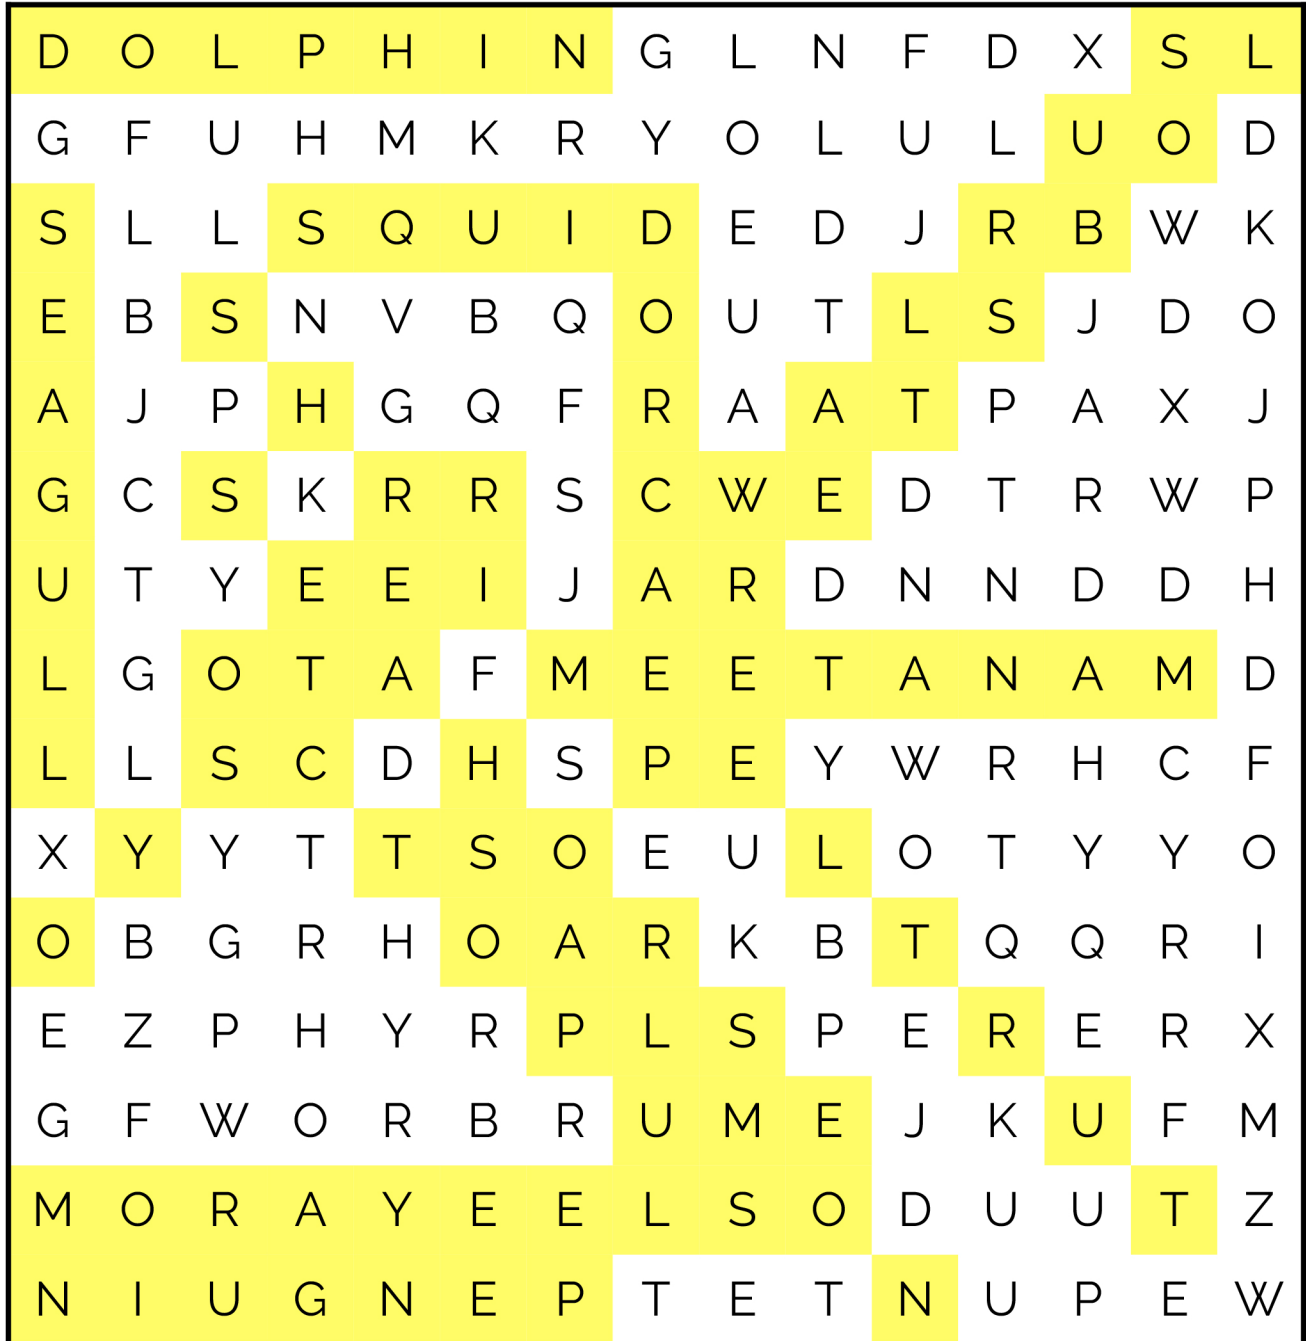 D O L P H I N G L N F D X S L
G F U H M K R Y O L U L U O D
S L L S Q U I D E D J R B W K
E B S N V B Q O U T L S J D O
A J P H G Q F R A A T P A X J
G C S K R R S C W E D T R W P
U T Y E E I J A R D N N D D H
L G O T A F M E E T A N A M D
L L S C D H S P E Y W R H C F
X Y Y T T S O E U L O T Y Y O
O B G R H O A R K B T Q Q R I
E Z P H Y R P L S P E R E R X
G F W O R B R U M E J K U F M
M O R A Y E E L S O D U U T Z
N I U G N E P T E T N U P E W